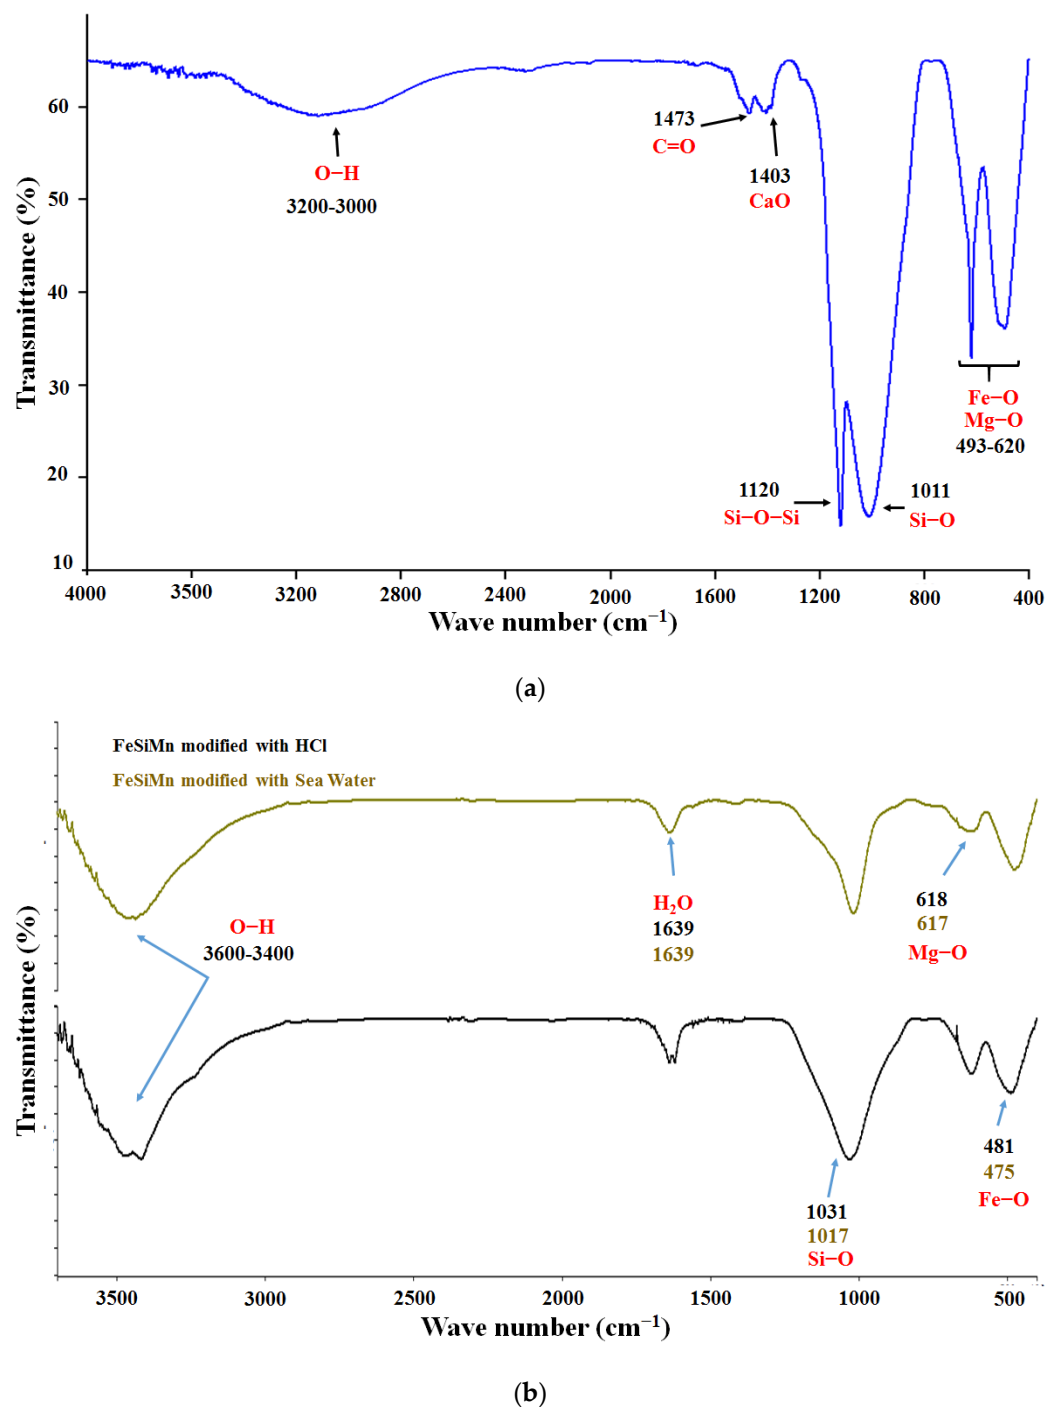 60
50
40
30
20
10
Transmittance (%)
O−H
3200-3000
1473
C=O
1403
CaO
1120
Si−O−Si
1011
Si−O
Fe−O
Mg−O
493-620
4000 3500 3200 2800 2400 2000 1600 1200 800 400
Wave number (cm⁻¹)
(a)
FeSiMn modified with HCl
FeSiMn modified with Sea Water
Transmittance (%)
Transmittance (%)
O−H
3600-3400
H₂O
1639
1639
618
617
Mg−O
481
475
Fe−O
1031
1017
Si−O
3500 3000 2500 2000 1500 1000 500
Wave number (cm⁻¹)
(b)